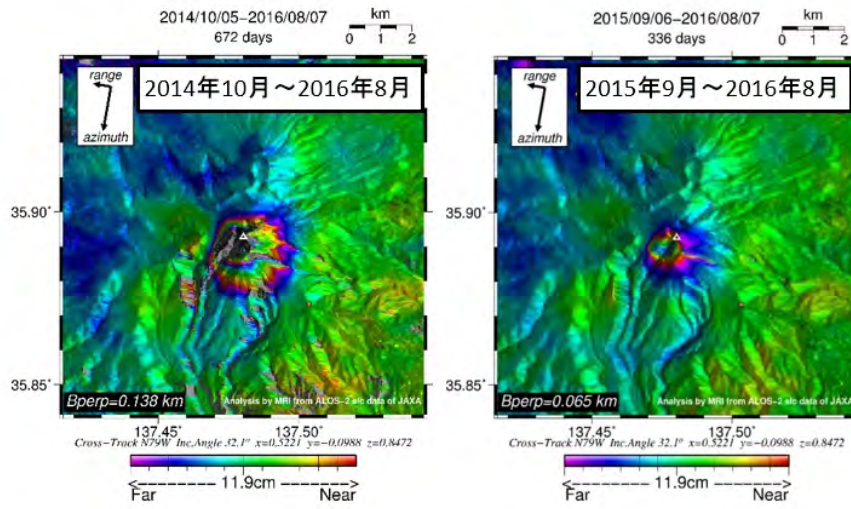 2014/10/05-2016/08/07
672 days
km
0 1 2
range
azimuth
2014年10月～2016年8月
35.90°
35.85°
Bperp=0.138 km
Analysis by MRI from ALOS-2 slc data of JAXA
137.45° 137.50°
Cross-Track N79W Inc.Angle 32.1° x=0.5221 y=-0.0988 z=0.8472
<---------- 11.9cm ---------->
Far Near
2015/09/06-2016/08/07
336 days
km
0 1 2
range
azimuth
2015年9月～2016年8月
35.90°
35.85°
Bperp=0.065 km
Analysis by MRI from ALOS-2 slc data of JAXA
137.45° 137.50°
Cross-Track N79W Inc.Angle 32.1° x=0.5221 y=-0.0988 z=0.8472
<---------- 11.9cm ---------->
Far Near